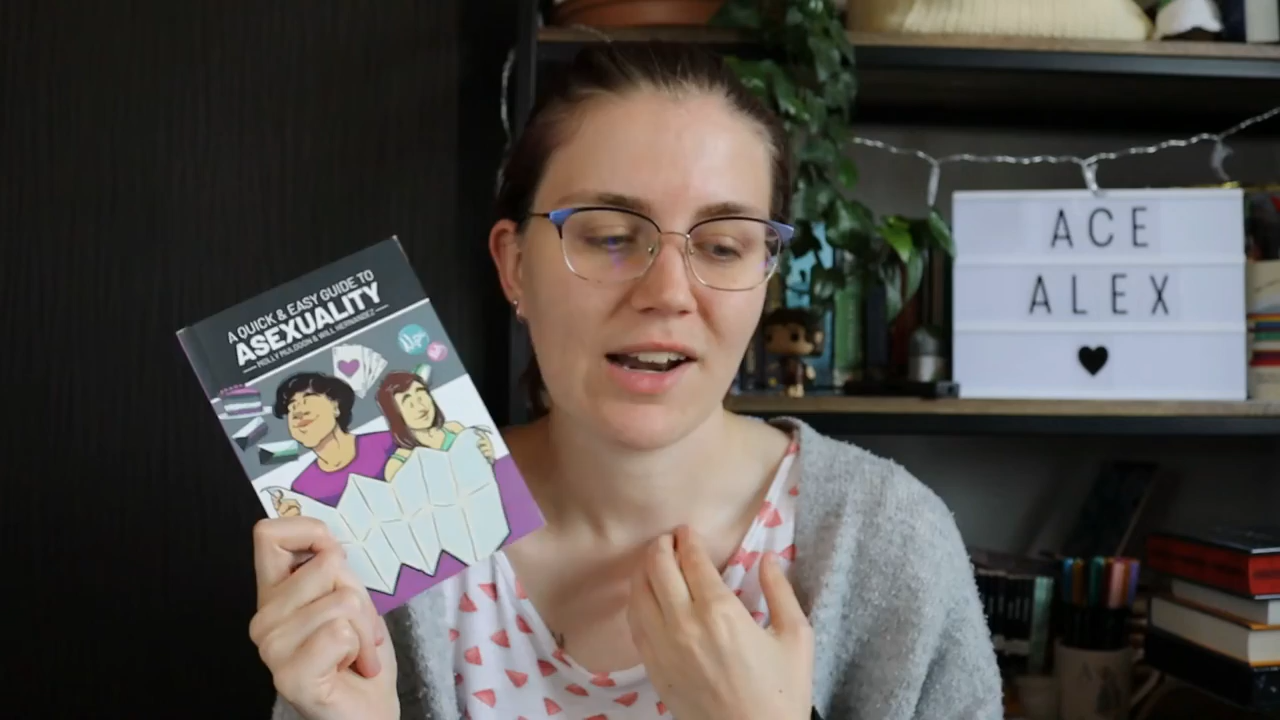 A QUICK & EASY GUIDE TO
ASEXUALITY
MOLLY MULDOON & WILL HERNANDEZ
ACE
ALEX